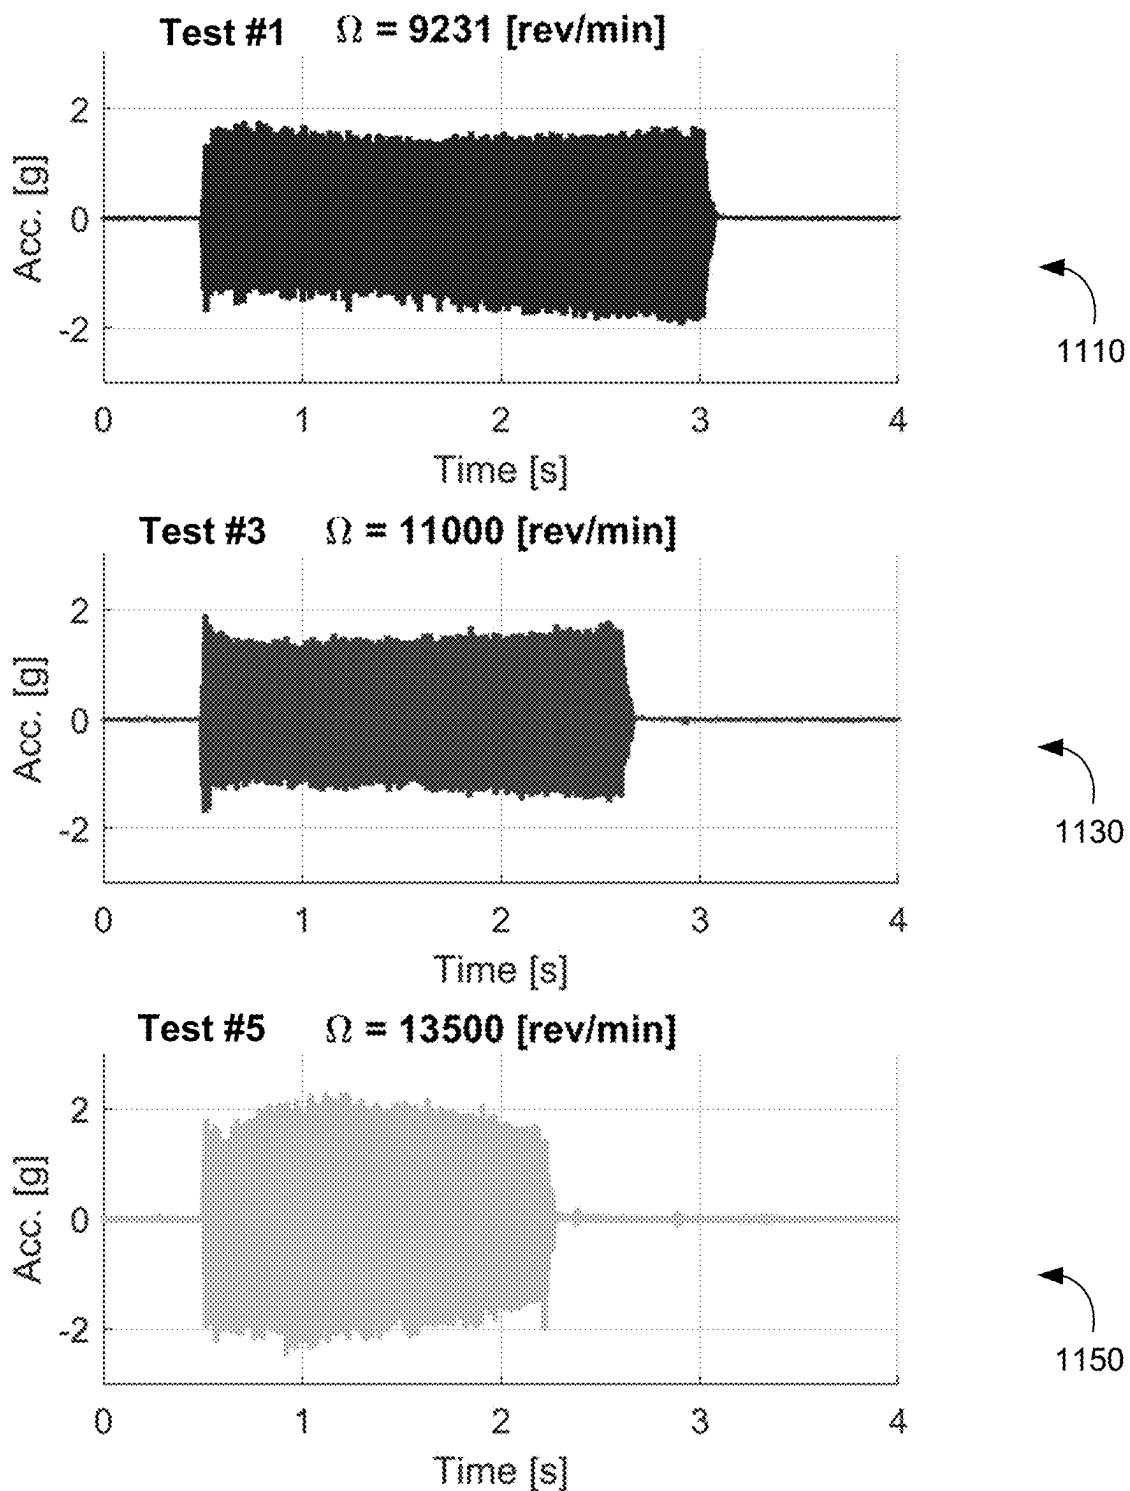 Test #1 Ω = 9231 [rev/min]
2
0
-2
Acc. [g]
0 1 2 3 4
Time [s]
1110
Test #3 Ω = 11000 [rev/min]
2
0
-2
Acc. [g]
0 1 2 3 4
Time [s]
1130
Test #5 Ω = 13500 [rev/min]
2
0
-2
Acc. [g]
0 1 2 3 4
Time [s]
1150